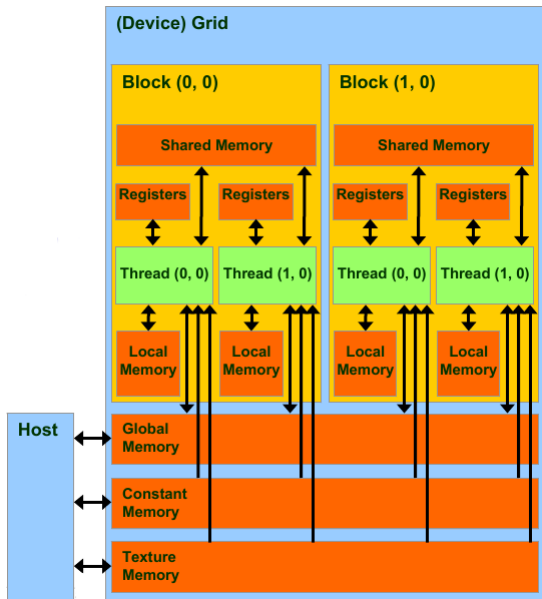 (Device) Grid
Block (0, 0)
Block (1, 0)
Shared Memory
Shared Memory
Registers
Registers
Registers
Registers
Thread (0, 0)
Thread (1, 0)
Thread (0, 0)
Thread (1, 0)
Local
Memory
Local
Memory
Local
Memory
Local
Memory
Host
Global
Memory
Constant
Memory
Texture
Memory